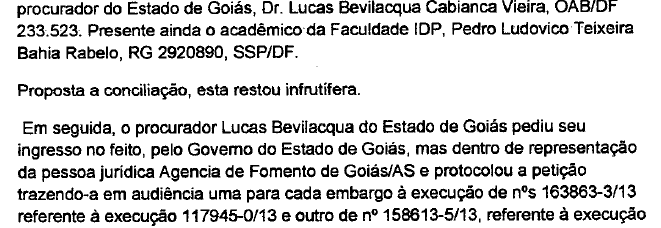 procurador do Estado de Goiás, Dr. Lucas Bevilacqua Cabianca Vieira, OAB/DF
233.523. Presente ainda o acadêmico da Faculdade IDP, Pedro Ludovico Teixeira
Bahia Rabelo, RG 2920890, SSP/DF.
Proposta a conciliação, esta restou infrutífera.
Em seguida, o procurador Lucas Bevilacqua do Estado de Goiás pediu seu
ingresso no feito, pelo Governo do Estado de Goiás, mas dentro de representação
da pessoa jurídica Agencia de Fomento de Goiás/AS e protocolou a petição
trazendo-a em audiência uma para cada embargo à execução de nºs 163863-3/13
referente à execução 117945-0/13 e outro de nº 158613-5/13, referente à execução